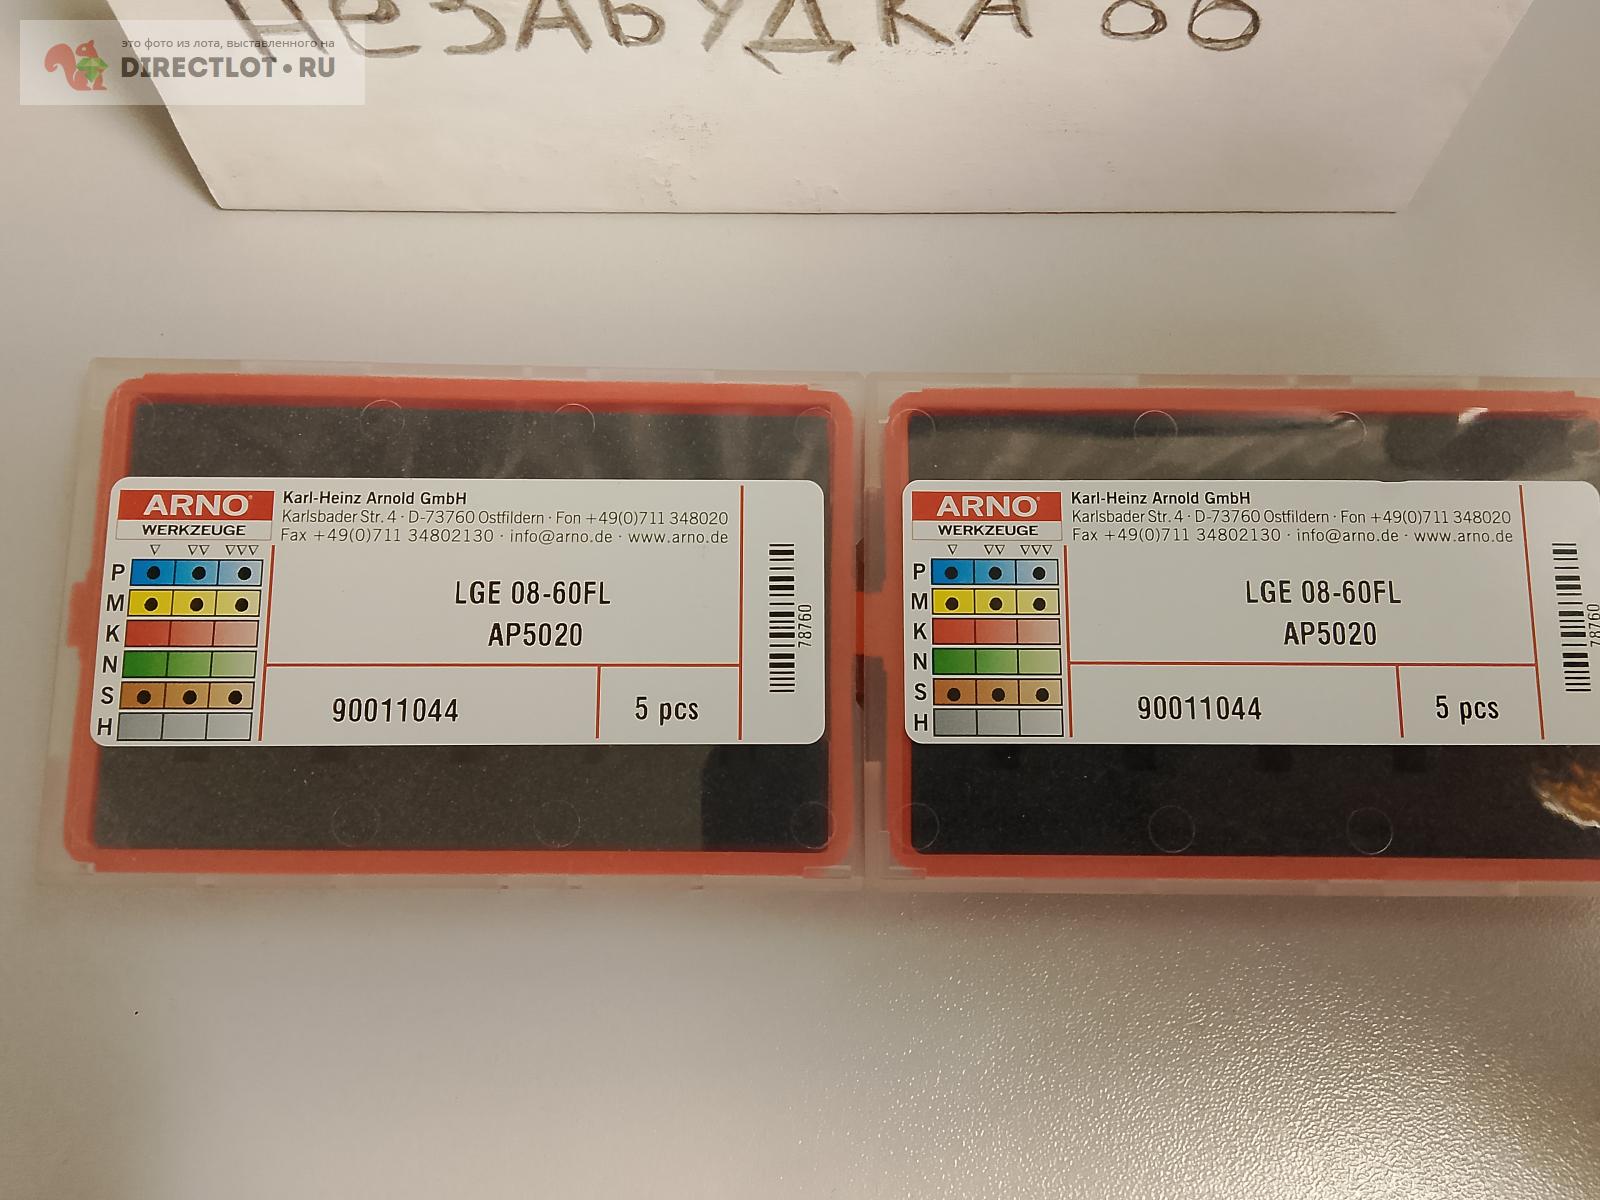 НЕЗАБУДКА 66
это фото из лота, выставленного на
DIRECTLOT.RU
ARNO®
WERKZEUGE
Karl-Heinz Arnold GmbH
Karlsbader Str. 4 · D-73760 Ostfildern · Fon +49(0)711 348020
Fax +49(0)711 34802130 · info@arno.de · www.arno.de
P
M
K
N
S
H
LGE 08-60FL
AP5020
90011044
5 pcs
78760
ARNO®
WERKZEUGE
Karl-Heinz Arnold GmbH
Karlsbader Str. 4 · D-73760 Ostfildern · Fon +49(0)711 348020
Fax +49(0)711 34802130 · info@arno.de · www.arno.de
P
M
K
N
S
H
LGE 08-60FL
AP5020
90011044
5 pcs
78760